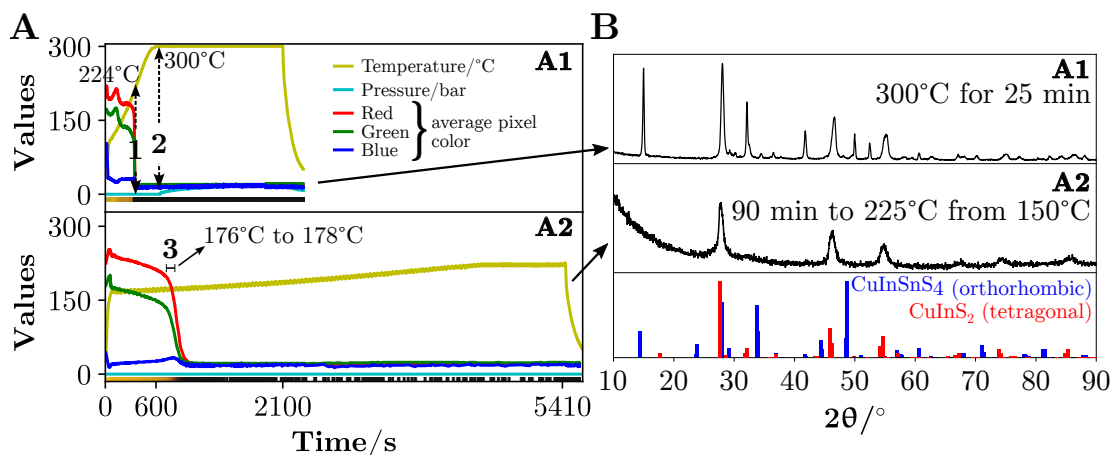 A
B
300
150
0
Values
224°C
300°C
1
2
Temperature/°C
Pressure/bar
Red
Green
Blue
average pixel
color
A1
300
150
0
Values
3
176°C to 178°C
A2
0 600 2100 5410
Time/s
A1
300°C for 25 min
A2
90 min to 225°C from 150°C
CuInSnS4 (orthorhombic)
CuInS2 (tetragonal)
10 20 30 40 50 60 70 80 90
2θ/°